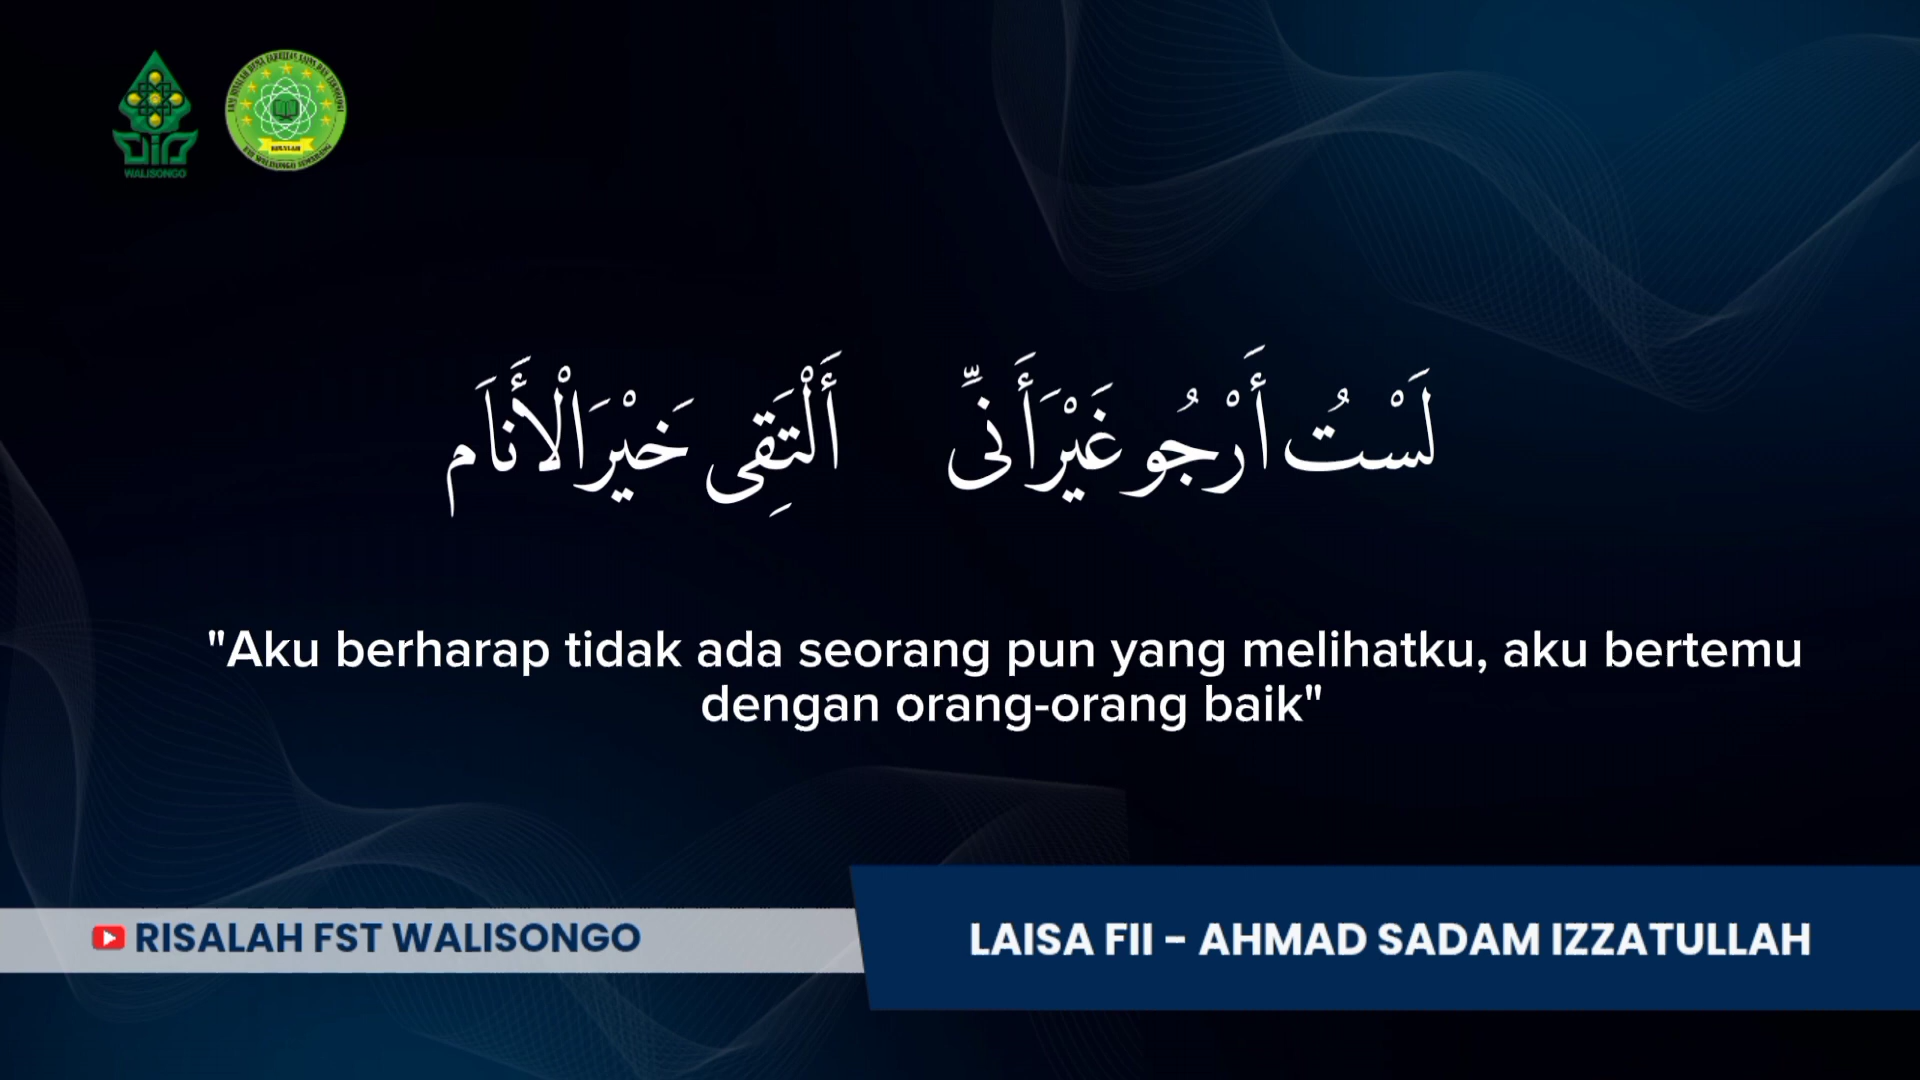 WALISONGO
RISALAH
لَسْتُ أَرْجُو غَيْرَ أَنِّى أَلْتَقِى خَيْرَ الْأَنَاَم
"Aku berharap tidak ada seorang pun yang melihatku, aku bertemu
dengan orang-orang baik"
RISALAH FST WALISONGO
LAISA FII - AHMAD SADAM IZZATULLAH